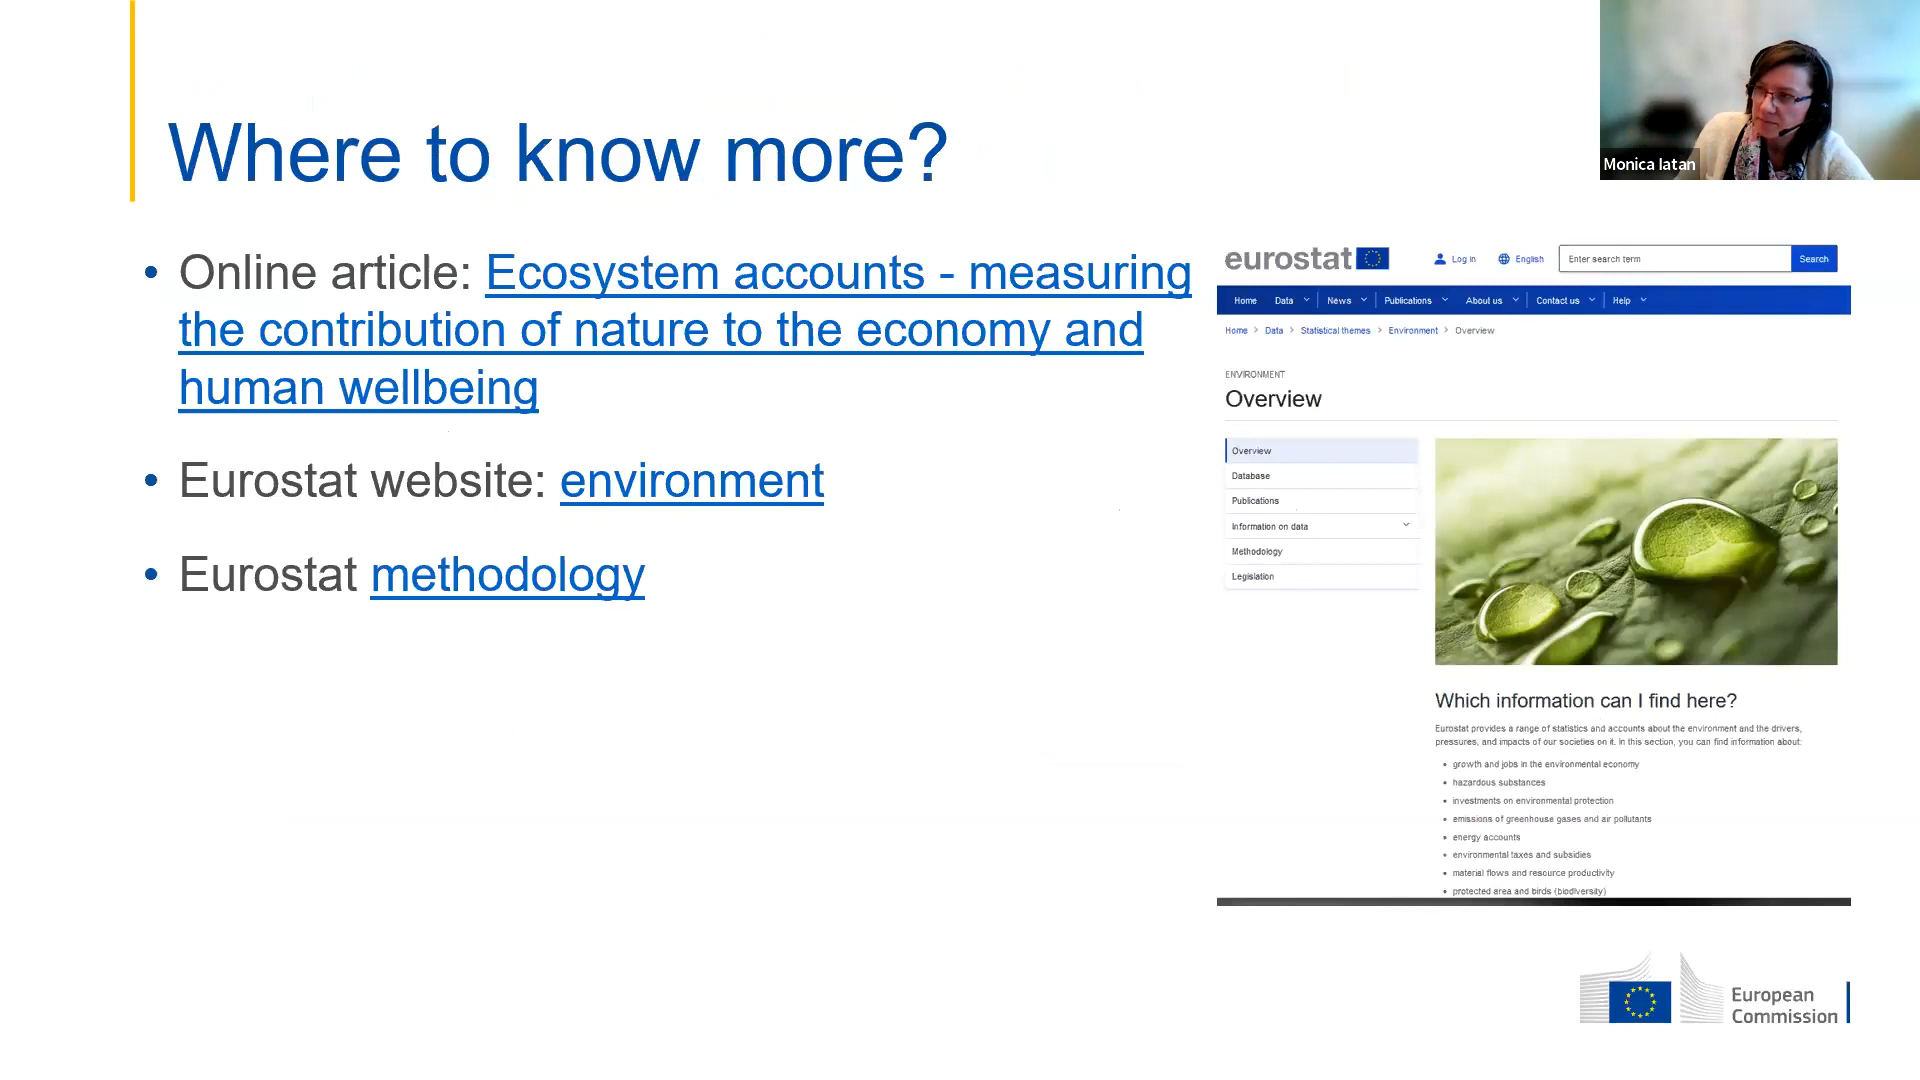 Where to know more?
Monica Iatan
• Online article: Ecosystem accounts - measuring
the contribution of nature to the economy and
human wellbeing
• Eurostat website: environment
• Eurostat methodology
eurostat Log in English Enter search term Search
Home Data News Publications About us Contact us Help
Home > Data > Statistical themes > Environment > Overview
ENVIRONMENT
Overview
Overview
Database
Publications
Information on data
Methodology
Legislation
Which information can I find here?
Eurostat provides a range of statistics and accounts about the environment and the drivers,
pressures, and impacts of our societies on it. In this section, you can find information about:
• growth and jobs in the environmental economy
• hazardous substances
• investments on environmental protection
• emissions of greenhouse gases and air pollutants
• energy accounts
• environmental taxes and subsidies
• material flows and resource productivity
• protected area and birds (biodiversity)
European
Commission